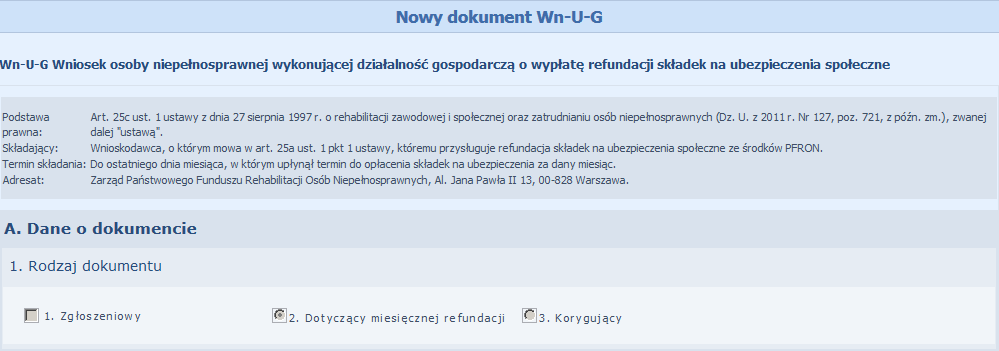 Nowy dokument Wn-U-G
Wn-U-G Wniosek osoby niepełnosprawnej wykonującej działalność gospodarczą o wypłatę refundacji składek na ubezpieczenia społeczne
Podstawa prawna: Art. 25c ust. 1 ustawy z dnia 27 sierpnia 1997 r. o rehabilitacji zawodowej i społecznej oraz zatrudnianiu osób niepełnosprawnych (Dz. U. z 2011 r. Nr 127, poz. 721, z późn. zm.), zwanej
dalej "ustawą".
Składający: Wnioskodawca, o którym mowa w art. 25a ust. 1 pkt 1 ustawy, któremu przysługuje refundacja składek na ubezpieczenia społeczne ze środków PFRON.
Termin składania: Do ostatniego dnia miesiąca, w którym upłynął termin do opłacenia składek na ubezpieczenia za dany miesiąc.
Adresat: Zarząd Państwowego Funduszu Rehabilitacji Osób Niepełnosprawnych, Al. Jana Pawła II 13, 00-828 Warszawa.
A. Dane o dokumencie
1. Rodzaj dokumentu
1. Zgłoszeniowy 2. Dotyczący miesięcznej refundacji 3. Korygujący